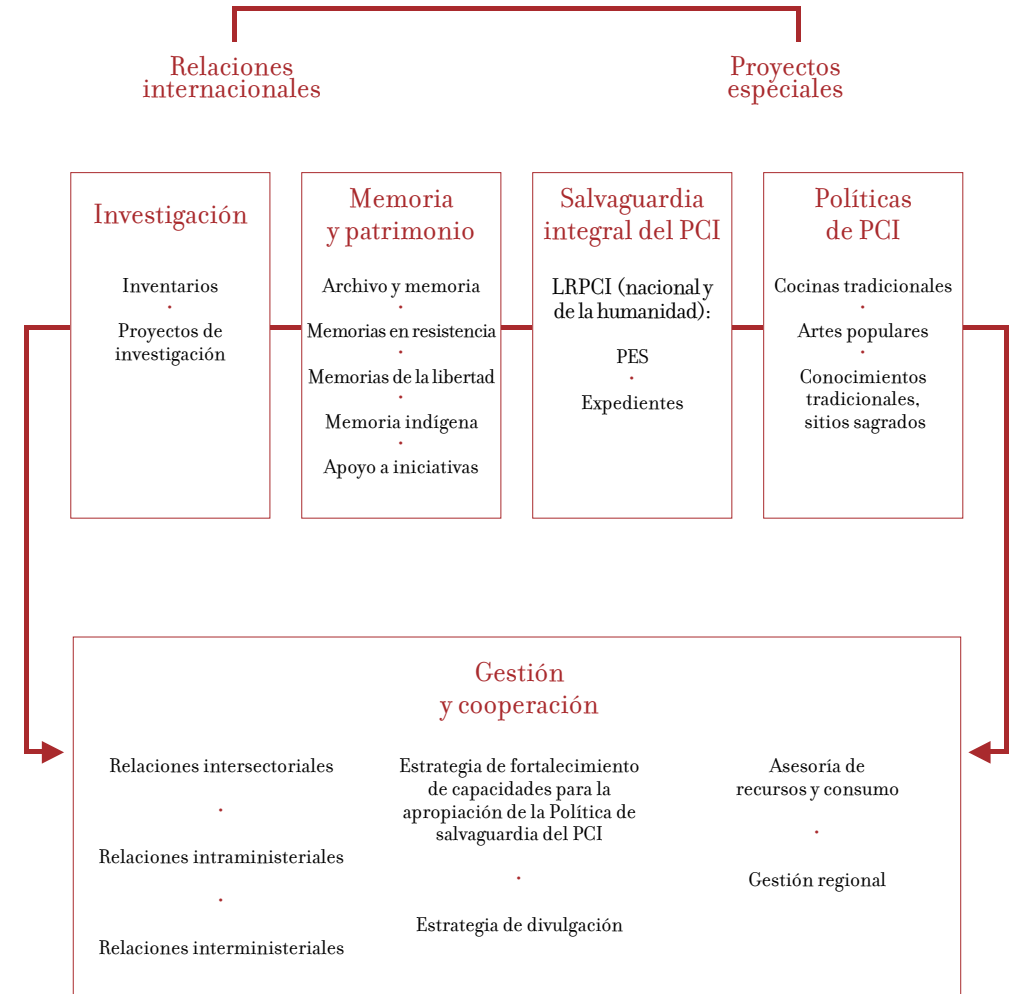 Relaciones
internacionales
Proyectos
especiales
Investigación
Inventarios
·
Proyectos de
investigación
Memoria
y patrimonio
Archivo y memoria
·
Memorias en resistencia
·
Memorias de la libertad
·
Memoria indígena
·
Apoyo a iniciativas
Salvaguardia
integral del PCI
LRPCI (nacional y
de la humanidad):
PES
·
Expedientes
Políticas
de PCI
Cocinas tradicionales
·
Artes populares
·
Conocimientos
tradicionales,
sitios sagrados
Gestión
y cooperación
Relaciones intersectoriales
·
Relaciones intraministeriales
·
Relaciones interministeriales
Estrategia de fortalecimiento
de capacidades para la
apropiación de la Política de
salvaguardia del PCI
·
Estrategia de divulgación
Asesoría de
recursos y consumo
·
Gestión regional